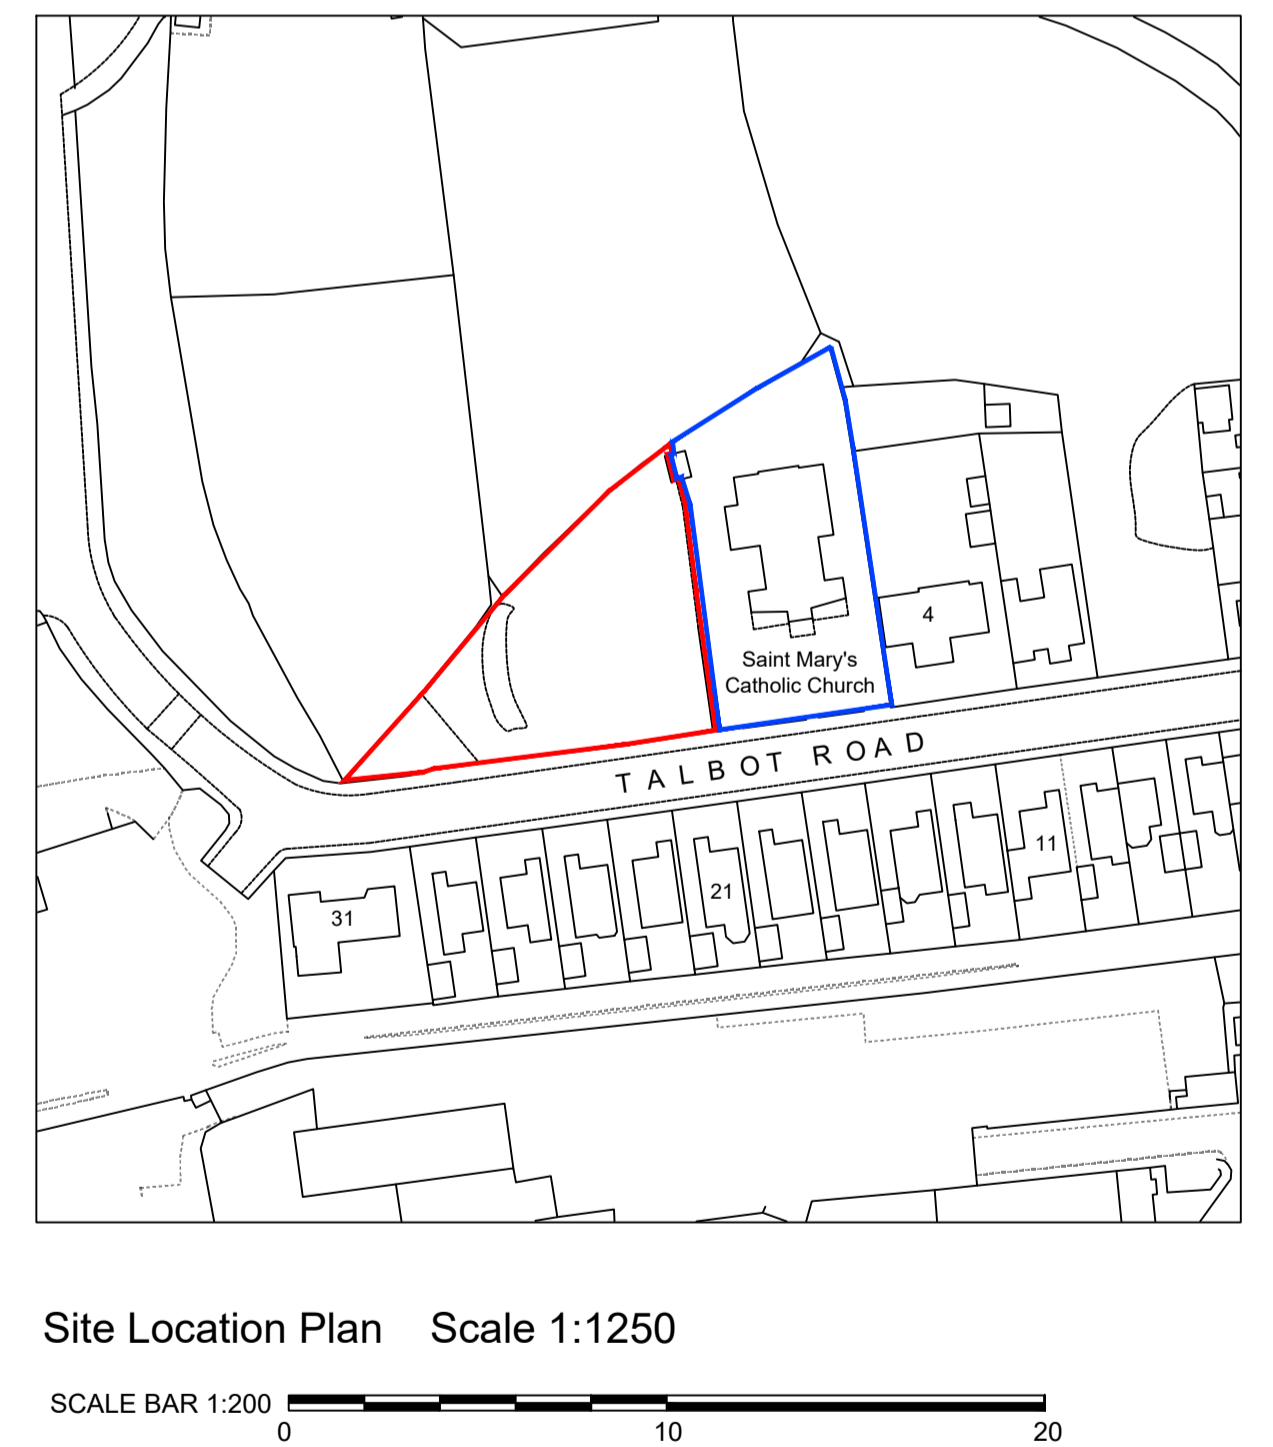 4
Saint Mary's
Catholic Church
TALBOT ROAD
11
21
31
Site Location Plan Scale 1:1250
SCALE BAR 1:200
0 10 20